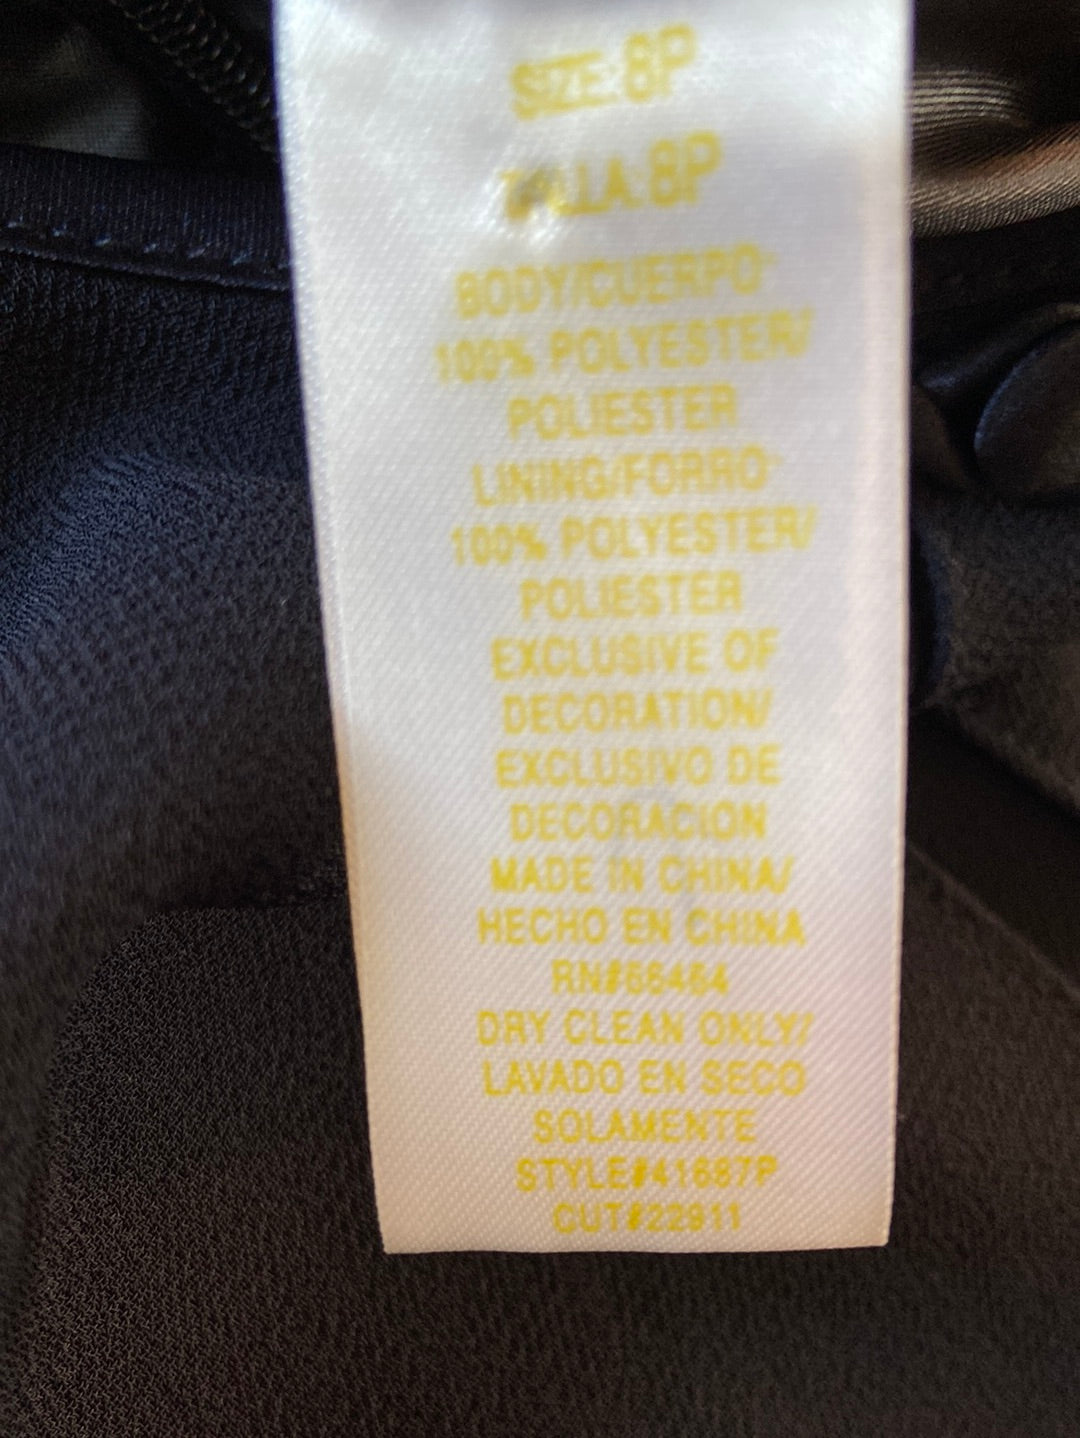 SIZE: 8P
TALLA: 8P
BODY/CUERPO-
100% POLYESTER/
POLIESTER
LINING/FORRO-
100% POLYESTER/
POLIESTER
EXCLUSIVE OF
DECORATION/
EXCLUSIVO DE
DECORACION
MADE IN CHINA/
HECHO EN CHINA
RN#66464
DRY CLEAN ONLY/
LAVADO EN SECO
SOLAMENTE
STYLE#41687P
CUT#22911